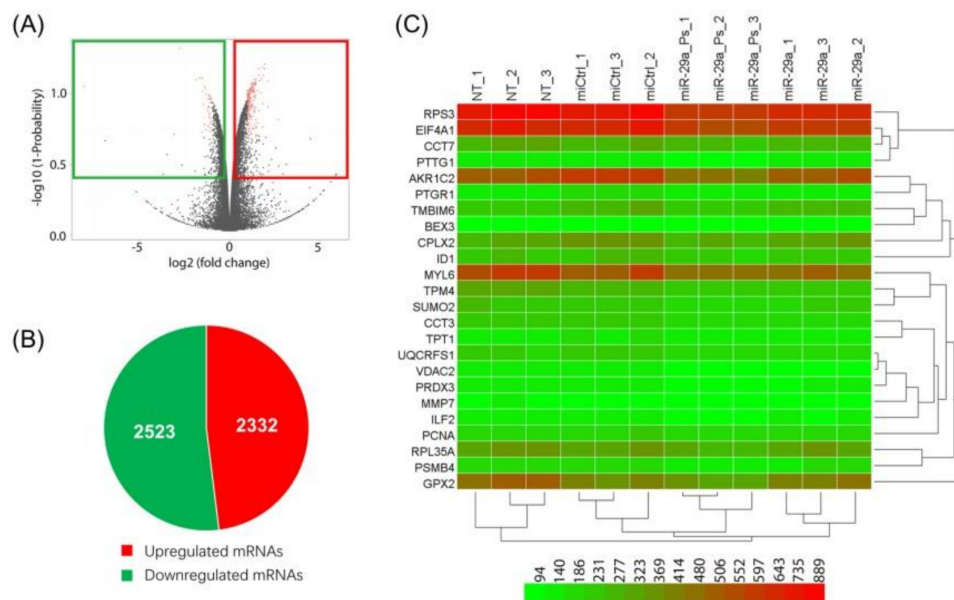 (A)
1.0
0.5
0.0
-log10 (1-Probability)
-5
0
5
log2 (fold change)
(B)
2523
2332
Upregulated mRNAs
Downregulated mRNAs
(C)
NT_1
NT_2
NT_3
miCtrl_1
miCtrl_3
miCtrl_2
miR-29a_Ps_1
miR-29a_Ps_2
miR-29a_Ps_3
miR-29a_1
miR-29a_3
miR-29a_2
RPS3
EIF4A1
CCT7
PTTG1
AKR1C2
PTGR1
TMBIM6
BEX3
CPLX2
ID1
MYL6
TPM4
SUMO2
CCT3
TPT1
UQCRFS1
VDAC2
PRDX3
MMP7
ILF2
PCNA
RPL35A
PSMB4
GPX2
94
140
186
231
277
323
369
414
480
506
552
597
643
735
889